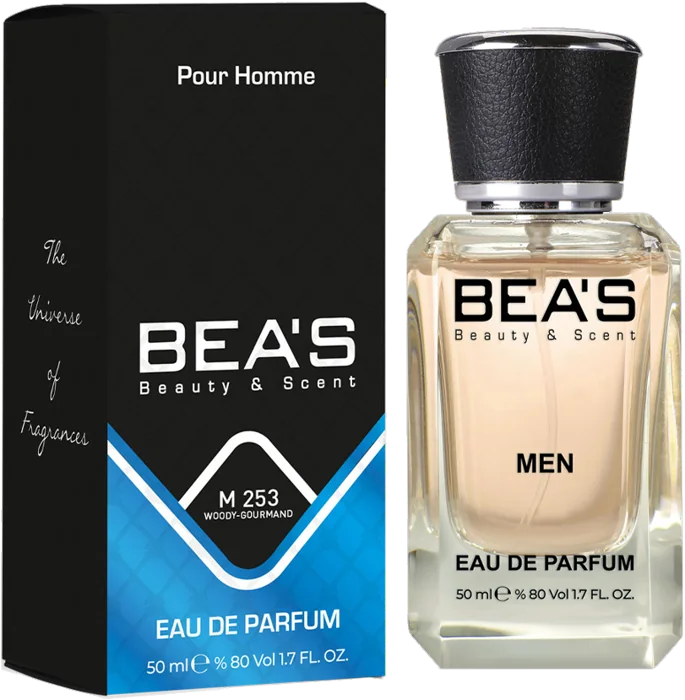 The
Universe
of
Fragrances
Pour Homme
BEA'S
Beauty & Scent
M 253
WOODY-GOURMAND
EAU DE PARFUM
50 ml ℮ % 80 Vol 1.7 FL. OZ.
BEA'S
Beauty & Scent
MEN
EAU DE PARFUM
50 ml ℮ % 80 Vol 1.7 FL. OZ.